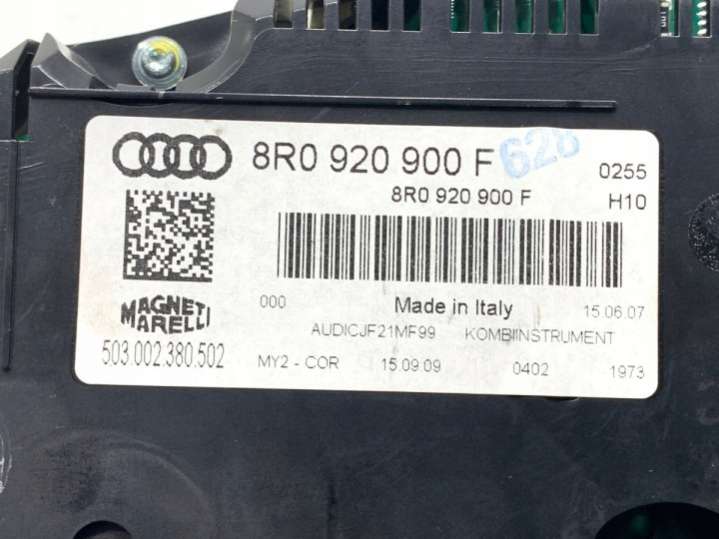 8R0 920 900 F 628 0255
8R0 920 900 F H10
MAGNETI MARELLI
503.002.380.502
000 Made in Italy 15.06.07
AUDICJF21MF99 KOMBIINSTRUMENT
MY2 - COR 15.09.09 0402 1973